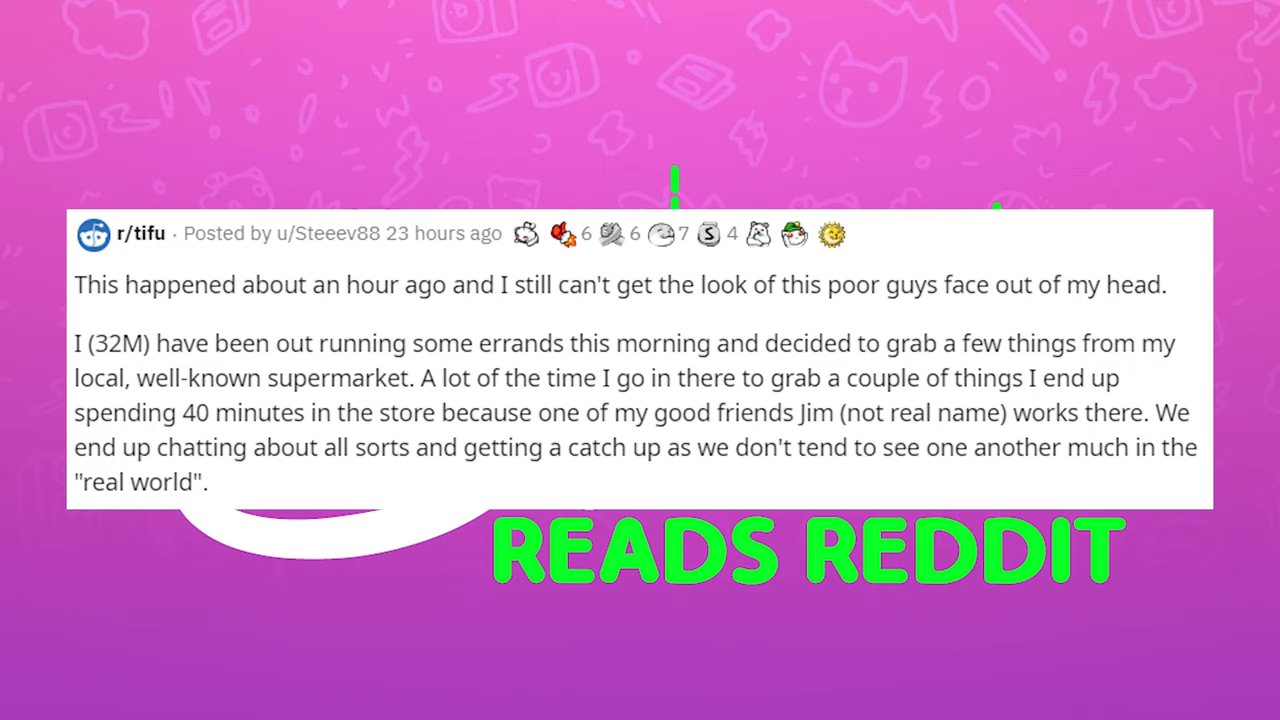 r/tifu · Posted by u/Steeev88 23 hours ago 6 6 7 S 4
This happened about an hour ago and I still can't get the look of this poor guys face out of my head.
I (32M) have been out running some errands this morning and decided to grab a few things from my
local, well-known supermarket. A lot of the time I go in there to grab a couple of things I end up
spending 40 minutes in the store because one of my good friends Jim (not real name) works there. We
end up chatting about all sorts and getting a catch up as we don't tend to see one another much in the
"real world".
READS REDDIT